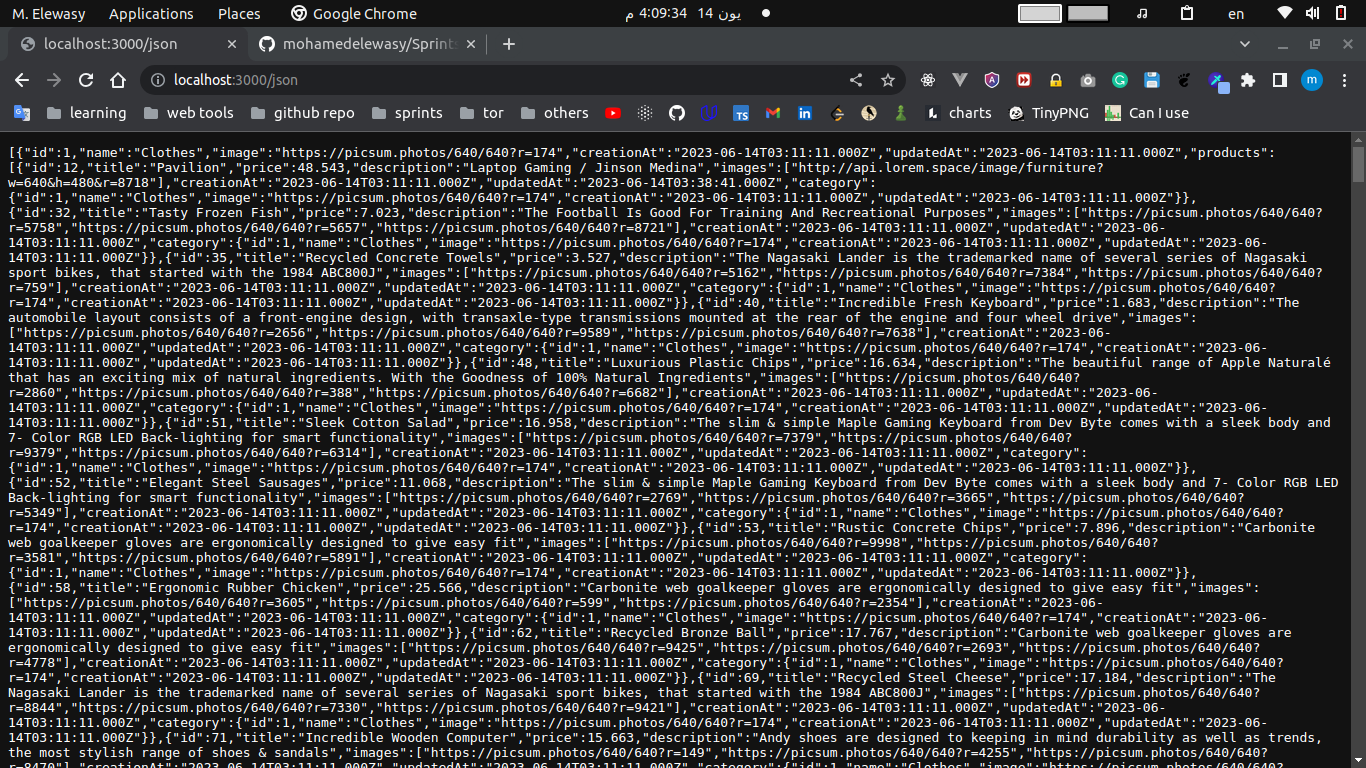 M. Elewasy Applications Places Google Chrome يون 14 4:09:34 م en
localhost:3000/json mohamedelewasy/Sprints
localhost:3000/json
learning web tools github repo sprints tor others charts TinyPNG Can I use
[{"id":1,"name":"Clothes","image":"https://picsum.photos/640/640?r=174","creationAt":"2023-06-14T03:11:11.000Z","updatedAt":"2023-06-14T03:11:11.000Z","products":
[{"id":12,"title":"Pavilion","price":48.543,"description":"Laptop Gaming / Jinson Medina","images":["http://api.lorem.space/image/furniture?
w=640&h=480&r=8718"],"creationAt":"2023-06-14T03:11:11.000Z","updatedAt":"2023-06-14T03:38:41.000Z","category":
{"id":1,"name":"Clothes","image":"https://picsum.photos/640/640?r=174","creationAt":"2023-06-14T03:11:11.000Z","updatedAt":"2023-06-14T03:11:11.000Z"}},
{"id":32,"title":"Tasty Frozen Fish","price":7.023,"description":"The Football Is Good For Training And Recreational Purposes","images":["https://picsum.photos/640/640?
r=5758","https://picsum.photos/640/640?r=5657","https://picsum.photos/640/640?r=8721"],"creationAt":"2023-06-14T03:11:11.000Z","updatedAt":"2023-06-
14T03:11:11.000Z","category":{"id":1,"name":"Clothes","image":"https://picsum.photos/640/640?r=174","creationAt":"2023-06-14T03:11:11.000Z","updatedAt":"2023-06-
14T03:11:11.000Z"}},{"id":35,"title":"Recycled Concrete Towels","price":3.527,"description":"The Nagasaki Lander is the trademarked name of several series of Nagasaki
sport bikes, that started with the 1984 ABC800J","images":["https://picsum.photos/640/640?r=5162","https://picsum.photos/640/640?r=7384","https://picsum.photos/640/640?
r=759"],"creationAt":"2023-06-14T03:11:11.000Z","updatedAt":"2023-06-14T03:11:11.000Z","category":{"id":1,"name":"Clothes","image":"https://picsum.photos/640/640?
r=174","creationAt":"2023-06-14T03:11:11.000Z","updatedAt":"2023-06-14T03:11:11.000Z"}},{"id":40,"title":"Incredible Fresh Keyboard","price":1.683,"description":"The
automobile layout consists of a front-engine design, with transaxle-type transmissions mounted at the rear of the engine and four wheel drive","images":
["https://picsum.photos/640/640?r=2656","https://picsum.photos/640/640?r=9589","https://picsum.photos/640/640?r=7638"],"creationAt":"2023-06-
14T03:11:11.000Z","updatedAt":"2023-06-14T03:11:11.000Z","category":{"id":1,"name":"Clothes","image":"https://picsum.photos/640/640?r=174","creationAt":"2023-06-
14T03:11:11.000Z","updatedAt":"2023-06-14T03:11:11.000Z"}},{"id":48,"title":"Luxurious Plastic Chips","price":16.634,"description":"The beautiful range of Apple Naturalé
that has an exciting mix of natural ingredients. With the Goodness of 100% Natural Ingredients","images":["https://picsum.photos/640/640?
r=2860","https://picsum.photos/640/640?r=388","https://picsum.photos/640/640?r=6682"],"creationAt":"2023-06-14T03:11:11.000Z","updatedAt":"2023-06-
14T03:11:11.000Z","category":{"id":1,"name":"Clothes","image":"https://picsum.photos/640/640?r=174","creationAt":"2023-06-14T03:11:11.000Z","updatedAt":"2023-06-
14T03:11:11.000Z"}},{"id":51,"title":"Sleek Cotton Salad","price":16.958,"description":"The slim & simple Maple Gaming Keyboard from Dev Byte comes with a sleek body and
7- Color RGB LED Back-lighting for smart functionality","images":["https://picsum.photos/640/640?r=7379","https://picsum.photos/640/640?
r=9379","https://picsum.photos/640/640?r=6314"],"creationAt":"2023-06-14T03:11:11.000Z","updatedAt":"2023-06-14T03:11:11.000Z","category":
{"id":1,"name":"Clothes","image":"https://picsum.photos/640/640?r=174","creationAt":"2023-06-14T03:11:11.000Z","updatedAt":"2023-06-14T03:11:11.000Z"}},
{"id":52,"title":"Elegant Steel Sausages","price":11.068,"description":"The slim & simple Maple Gaming Keyboard from Dev Byte comes with a sleek body and 7- Color RGB LED
Back-lighting for smart functionality","images":["https://picsum.photos/640/640?r=2769","https://picsum.photos/640/640?r=3665","https://picsum.photos/640/640?
r=5349"],"creationAt":"2023-06-14T03:11:11.000Z","updatedAt":"2023-06-14T03:11:11.000Z","category":{"id":1,"name":"Clothes","image":"https://picsum.photos/640/640?
r=174","creationAt":"2023-06-14T03:11:11.000Z","updatedAt":"2023-06-14T03:11:11.000Z"}},{"id":53,"title":"Rustic Concrete Chips","price":7.896,"description":"Carbonite
web goalkeeper gloves are ergonomically designed to give easy fit","images":["https://picsum.photos/640/640?r=9998","https://picsum.photos/640/640?
r=3581","https://picsum.photos/640/640?r=5891"],"creationAt":"2023-06-14T03:11:11.000Z","updatedAt":"2023-06-14T03:11:11.000Z","category":
{"id":1,"name":"Clothes","image":"https://picsum.photos/640/640?r=174","creationAt":"2023-06-14T03:11:11.000Z","updatedAt":"2023-06-14T03:11:11.000Z"}},
{"id":58,"title":"Ergonomic Rubber Chicken","price":25.566,"description":"Carbonite web goalkeeper gloves are ergonomically designed to give easy fit","images":
["https://picsum.photos/640/640?r=3605","https://picsum.photos/640/640?r=599","https://picsum.photos/640/640?r=2354"],"creationAt":"2023-06-
14T03:11:11.000Z","updatedAt":"2023-06-14T03:11:11.000Z","category":{"id":1,"name":"Clothes","image":"https://picsum.photos/640/640?r=174","creationAt":"2023-06-
14T03:11:11.000Z","updatedAt":"2023-06-14T03:11:11.000Z"}},{"id":62,"title":"Recycled Bronze Ball","price":17.767,"description":"Carbonite web goalkeeper gloves are
ergonomically designed to give easy fit","images":["https://picsum.photos/640/640?r=9425","https://picsum.photos/640/640?r=2693","https://picsum.photos/640/640?
r=4778"],"creationAt":"2023-06-14T03:11:11.000Z","updatedAt":"2023-06-14T03:11:11.000Z","category":{"id":1,"name":"Clothes","image":"https://picsum.photos/640/640?
r=174","creationAt":"2023-06-14T03:11:11.000Z","updatedAt":"2023-06-14T03:11:11.000Z"}},{"id":69,"title":"Recycled Steel Cheese","price":17.184,"description":"The
Nagasaki Lander is the trademarked name of several series of Nagasaki sport bikes, that started with the 1984 ABC800J","images":["https://picsum.photos/640/640?
r=8844","https://picsum.photos/640/640?r=7330","https://picsum.photos/640/640?r=9421"],"creationAt":"2023-06-14T03:11:11.000Z","updatedAt":"2023-06-
14T03:11:11.000Z","category":{"id":1,"name":"Clothes","image":"https://picsum.photos/640/640?r=174","creationAt":"2023-06-14T03:11:11.000Z","updatedAt":"2023-06-
14T03:11:11.000Z"}},{"id":71,"title":"Incredible Wooden Computer","price":15.663,"description":"Andy shoes are designed to keeping in mind durability as well as trends,
the most stylish range of shoes & sandals","images":["https://picsum.photos/640/640?r=149","https://picsum.photos/640/640?r=4255","https://picsum.photos/640/640?
r=8470"],"creationAt":"2023-06-14T03:11:11.000Z","updatedAt":"2023-06-14T03:11:11.000Z","category":{"id":1,"name":"Clothes","image":"https://picsum.photos/640/640?